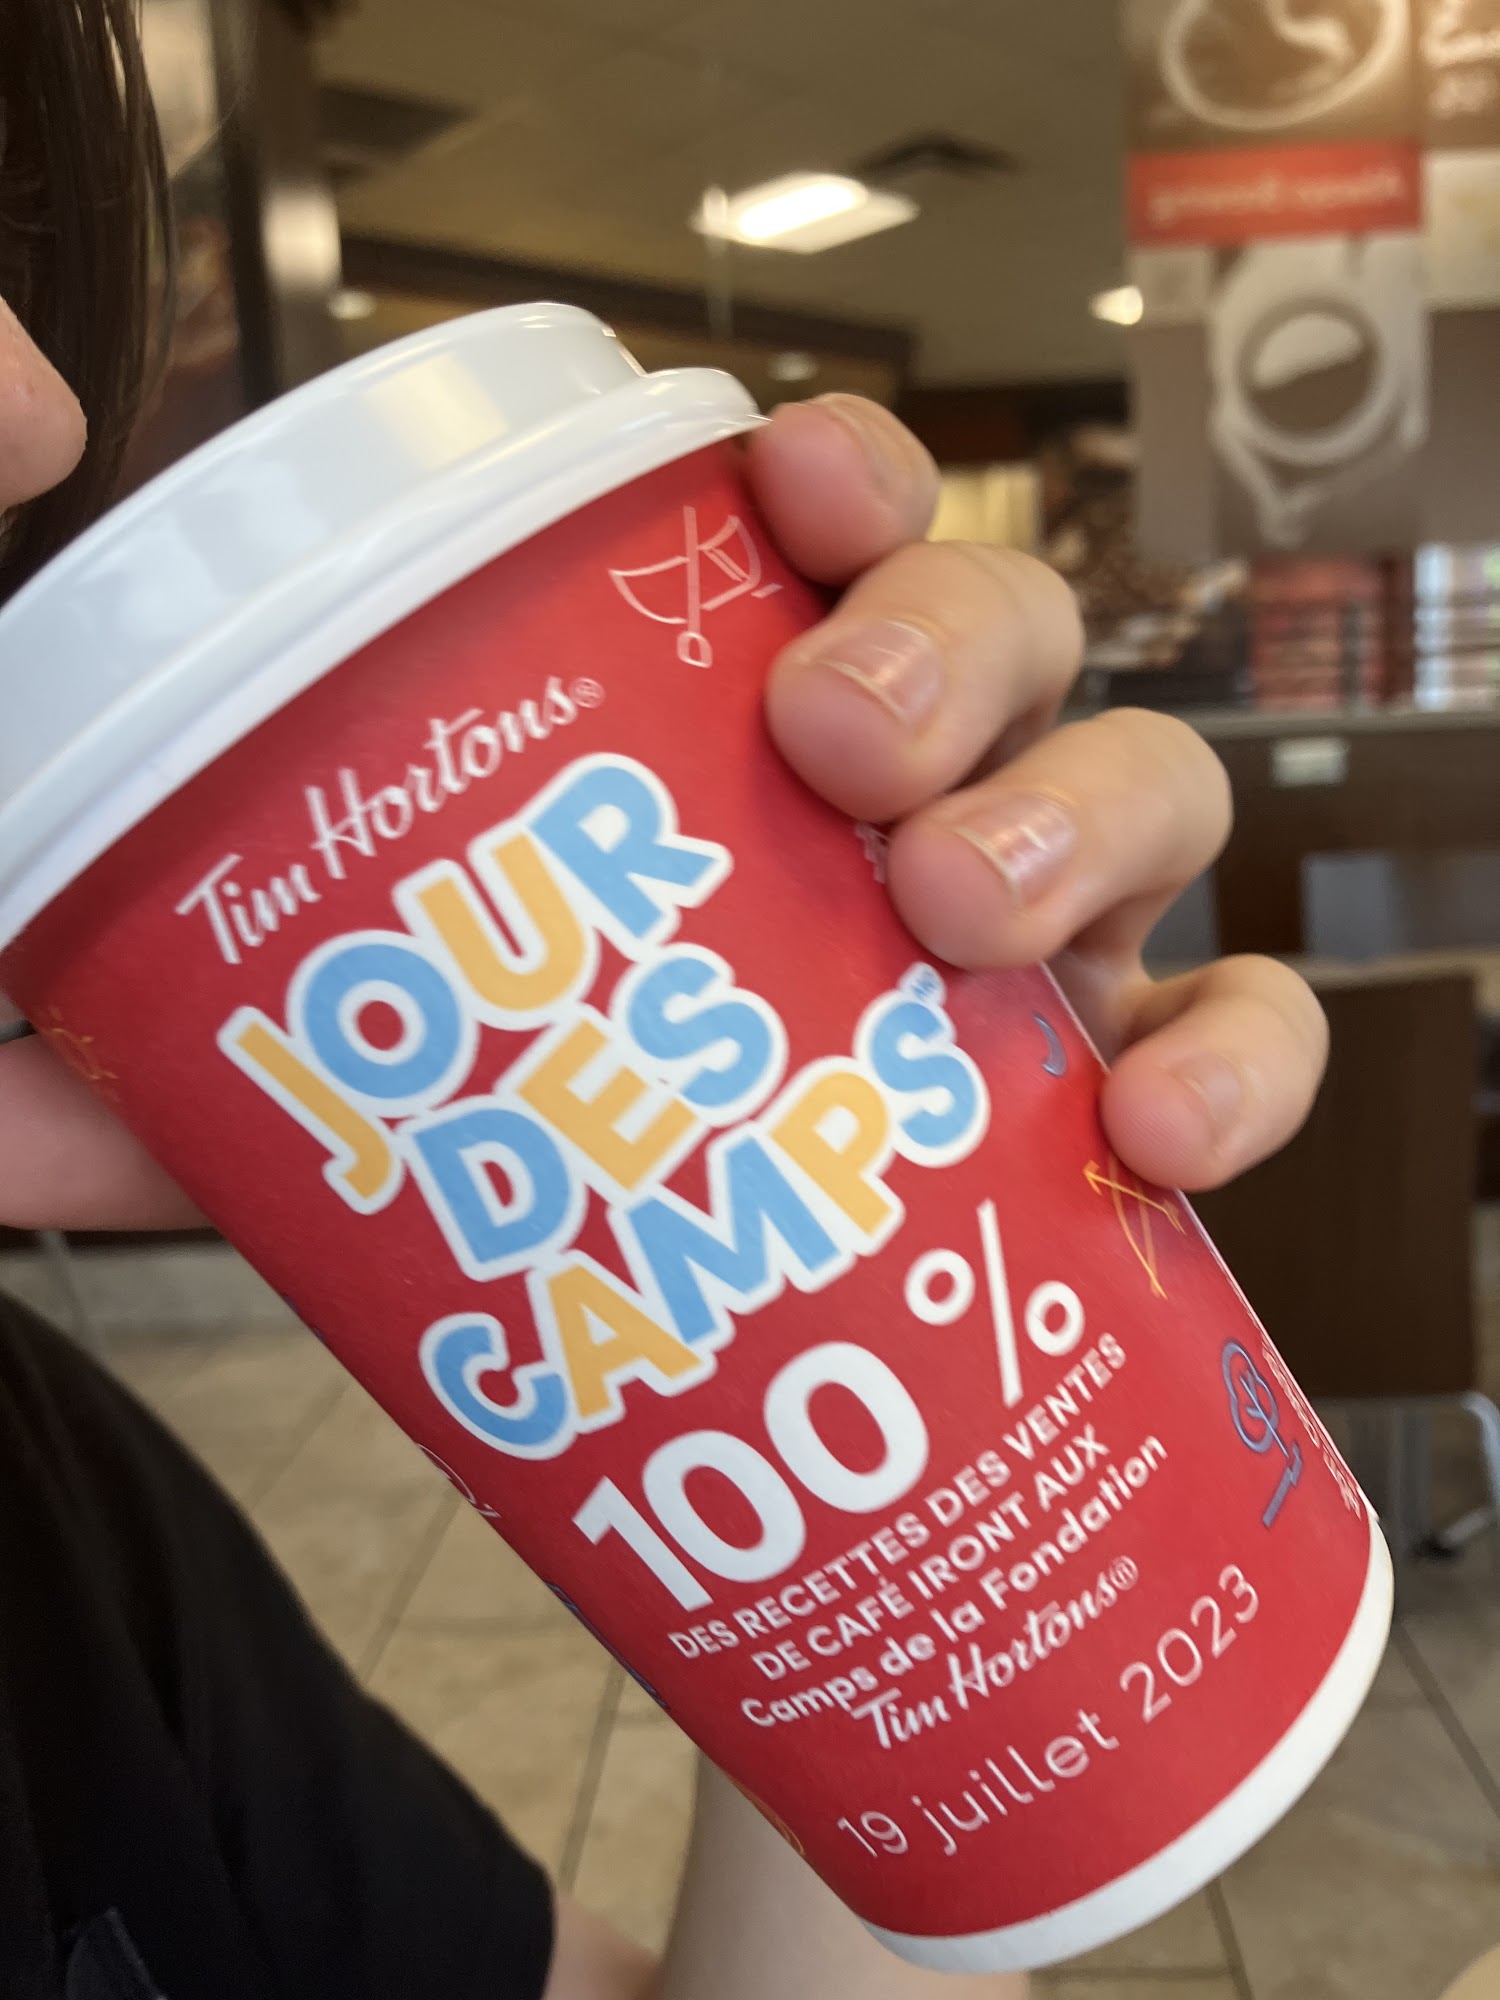 Tim Hortons®
JOUR
DES
CAMPS MD
100 %
DES RECETTES DES VENTES
DE CAFÉ IRONT AUX
Camps de la Fondation
Tim Hortons®
19 juillet 2023